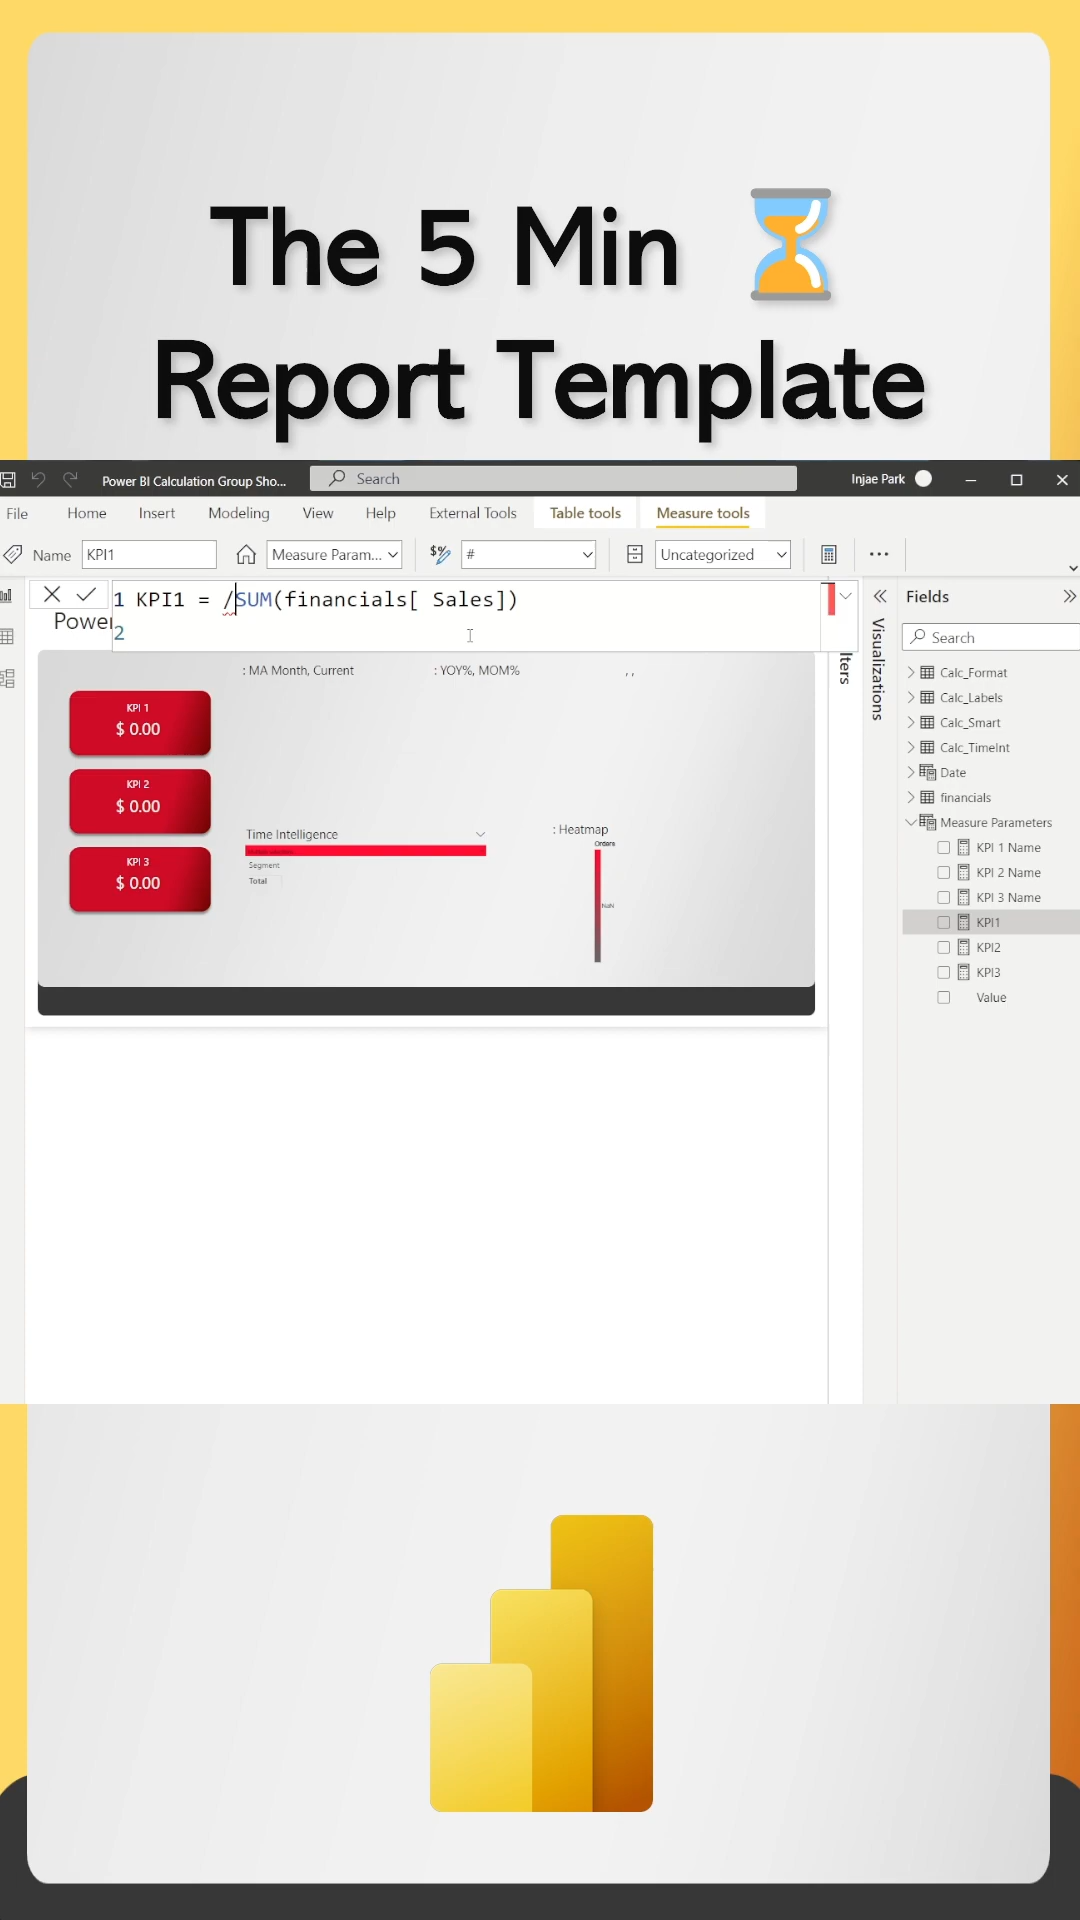 The 5 Min ⏳
Report Template
Power BI Calculation Group Sho...
Search
Injae Park
File Home Insert Modeling View Help External Tools Table tools Measure tools
Name KPI1 Measure Param... $% # Uncategorized ...
1 KPI1 = /SUM(financials[ Sales])
2
Power
: MA Month, Current : YOY%, MOM% , ,
KPI 1
$ 0.00
KPI 2
$ 0.00
KPI 3
$ 0.00
Time Intelligence
Segment
Total
: Heatmap
Orders
NaN
lters
Visualizations
Fields
Search
Calc_Format
Calc_Labels
Calc_Smart
Calc_TimeInt
Date
financials
Measure Parameters
KPI 1 Name
KPI 2 Name
KPI 3 Name
KPI1
KPI2
KPI3
Value